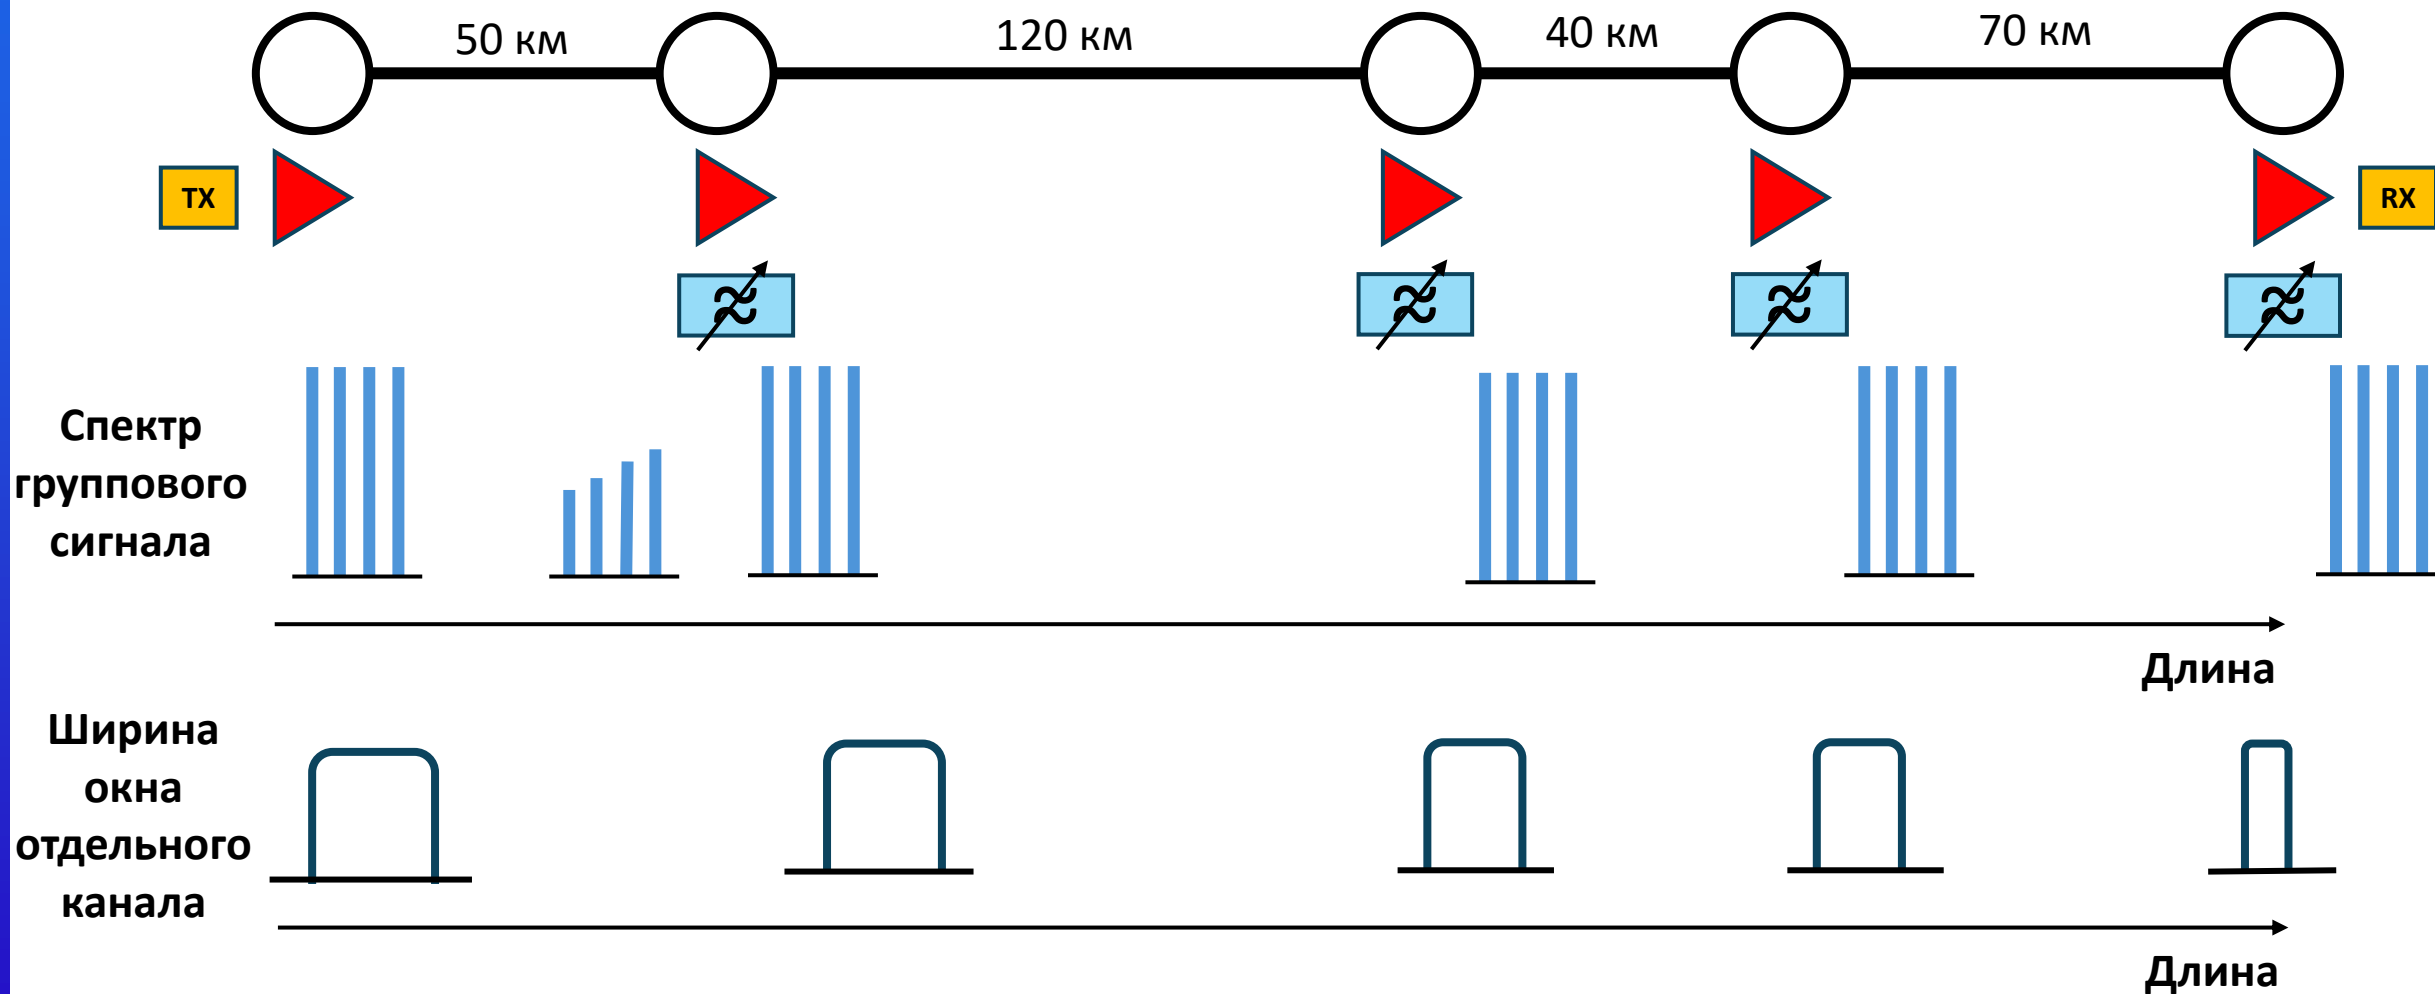 50 км
120 км
40 км
70 км
TX
RX
Спектр
группового
сигнала
Длина
Ширина
окна
отдельного
канала
Длина